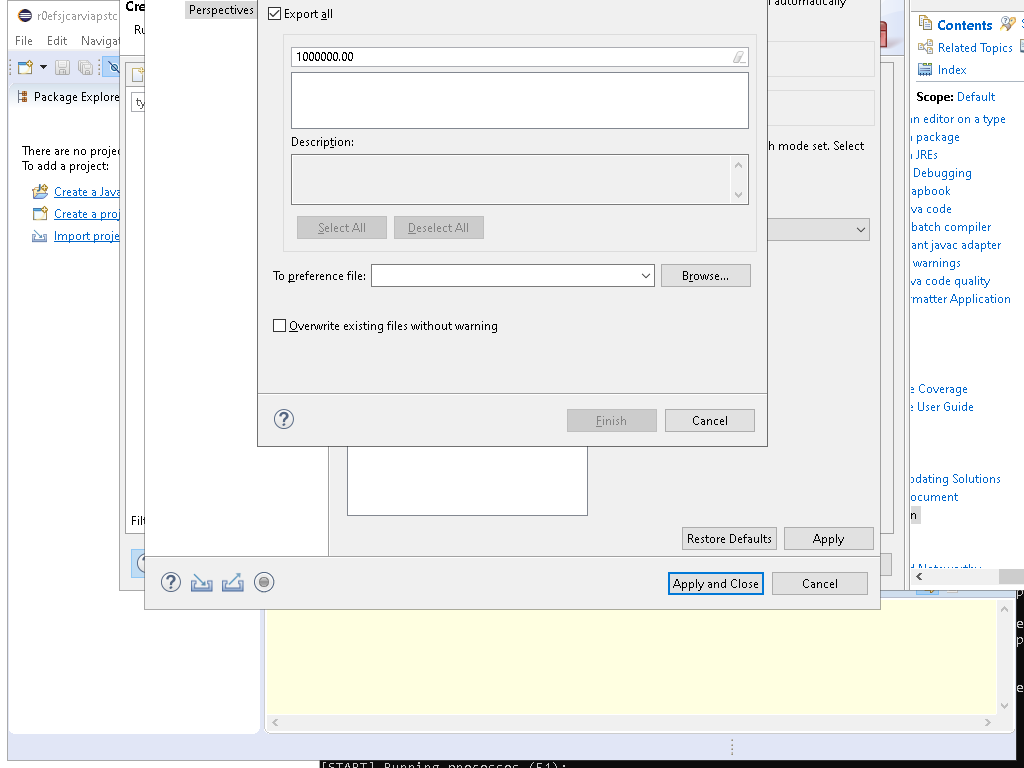 r0efsjcarviapstc
File Edit Navigat
Package Explore
There are no projec
To add a project:
Create a Java
Create a proj
Import proje
Cre
Ru
ty
Filt
Perspectives
Export all
1000000.00
Description:
Select All Deselect All
To preference file: Browse...
Overwrite existing files without warning
Finish Cancel
automatically
h mode set. Select
Restore Defaults Apply
Apply and Close Cancel
Contents
Related Topics
Index
Scope: Default
n editor on a type
package
JREs
Debugging
apbook
va code
batch compiler
ant javac adapter
warnings
va code quality
rmatter Application
e Coverage
e User Guide
pdating Solutions
ocument
n
[START] Running processes (51):